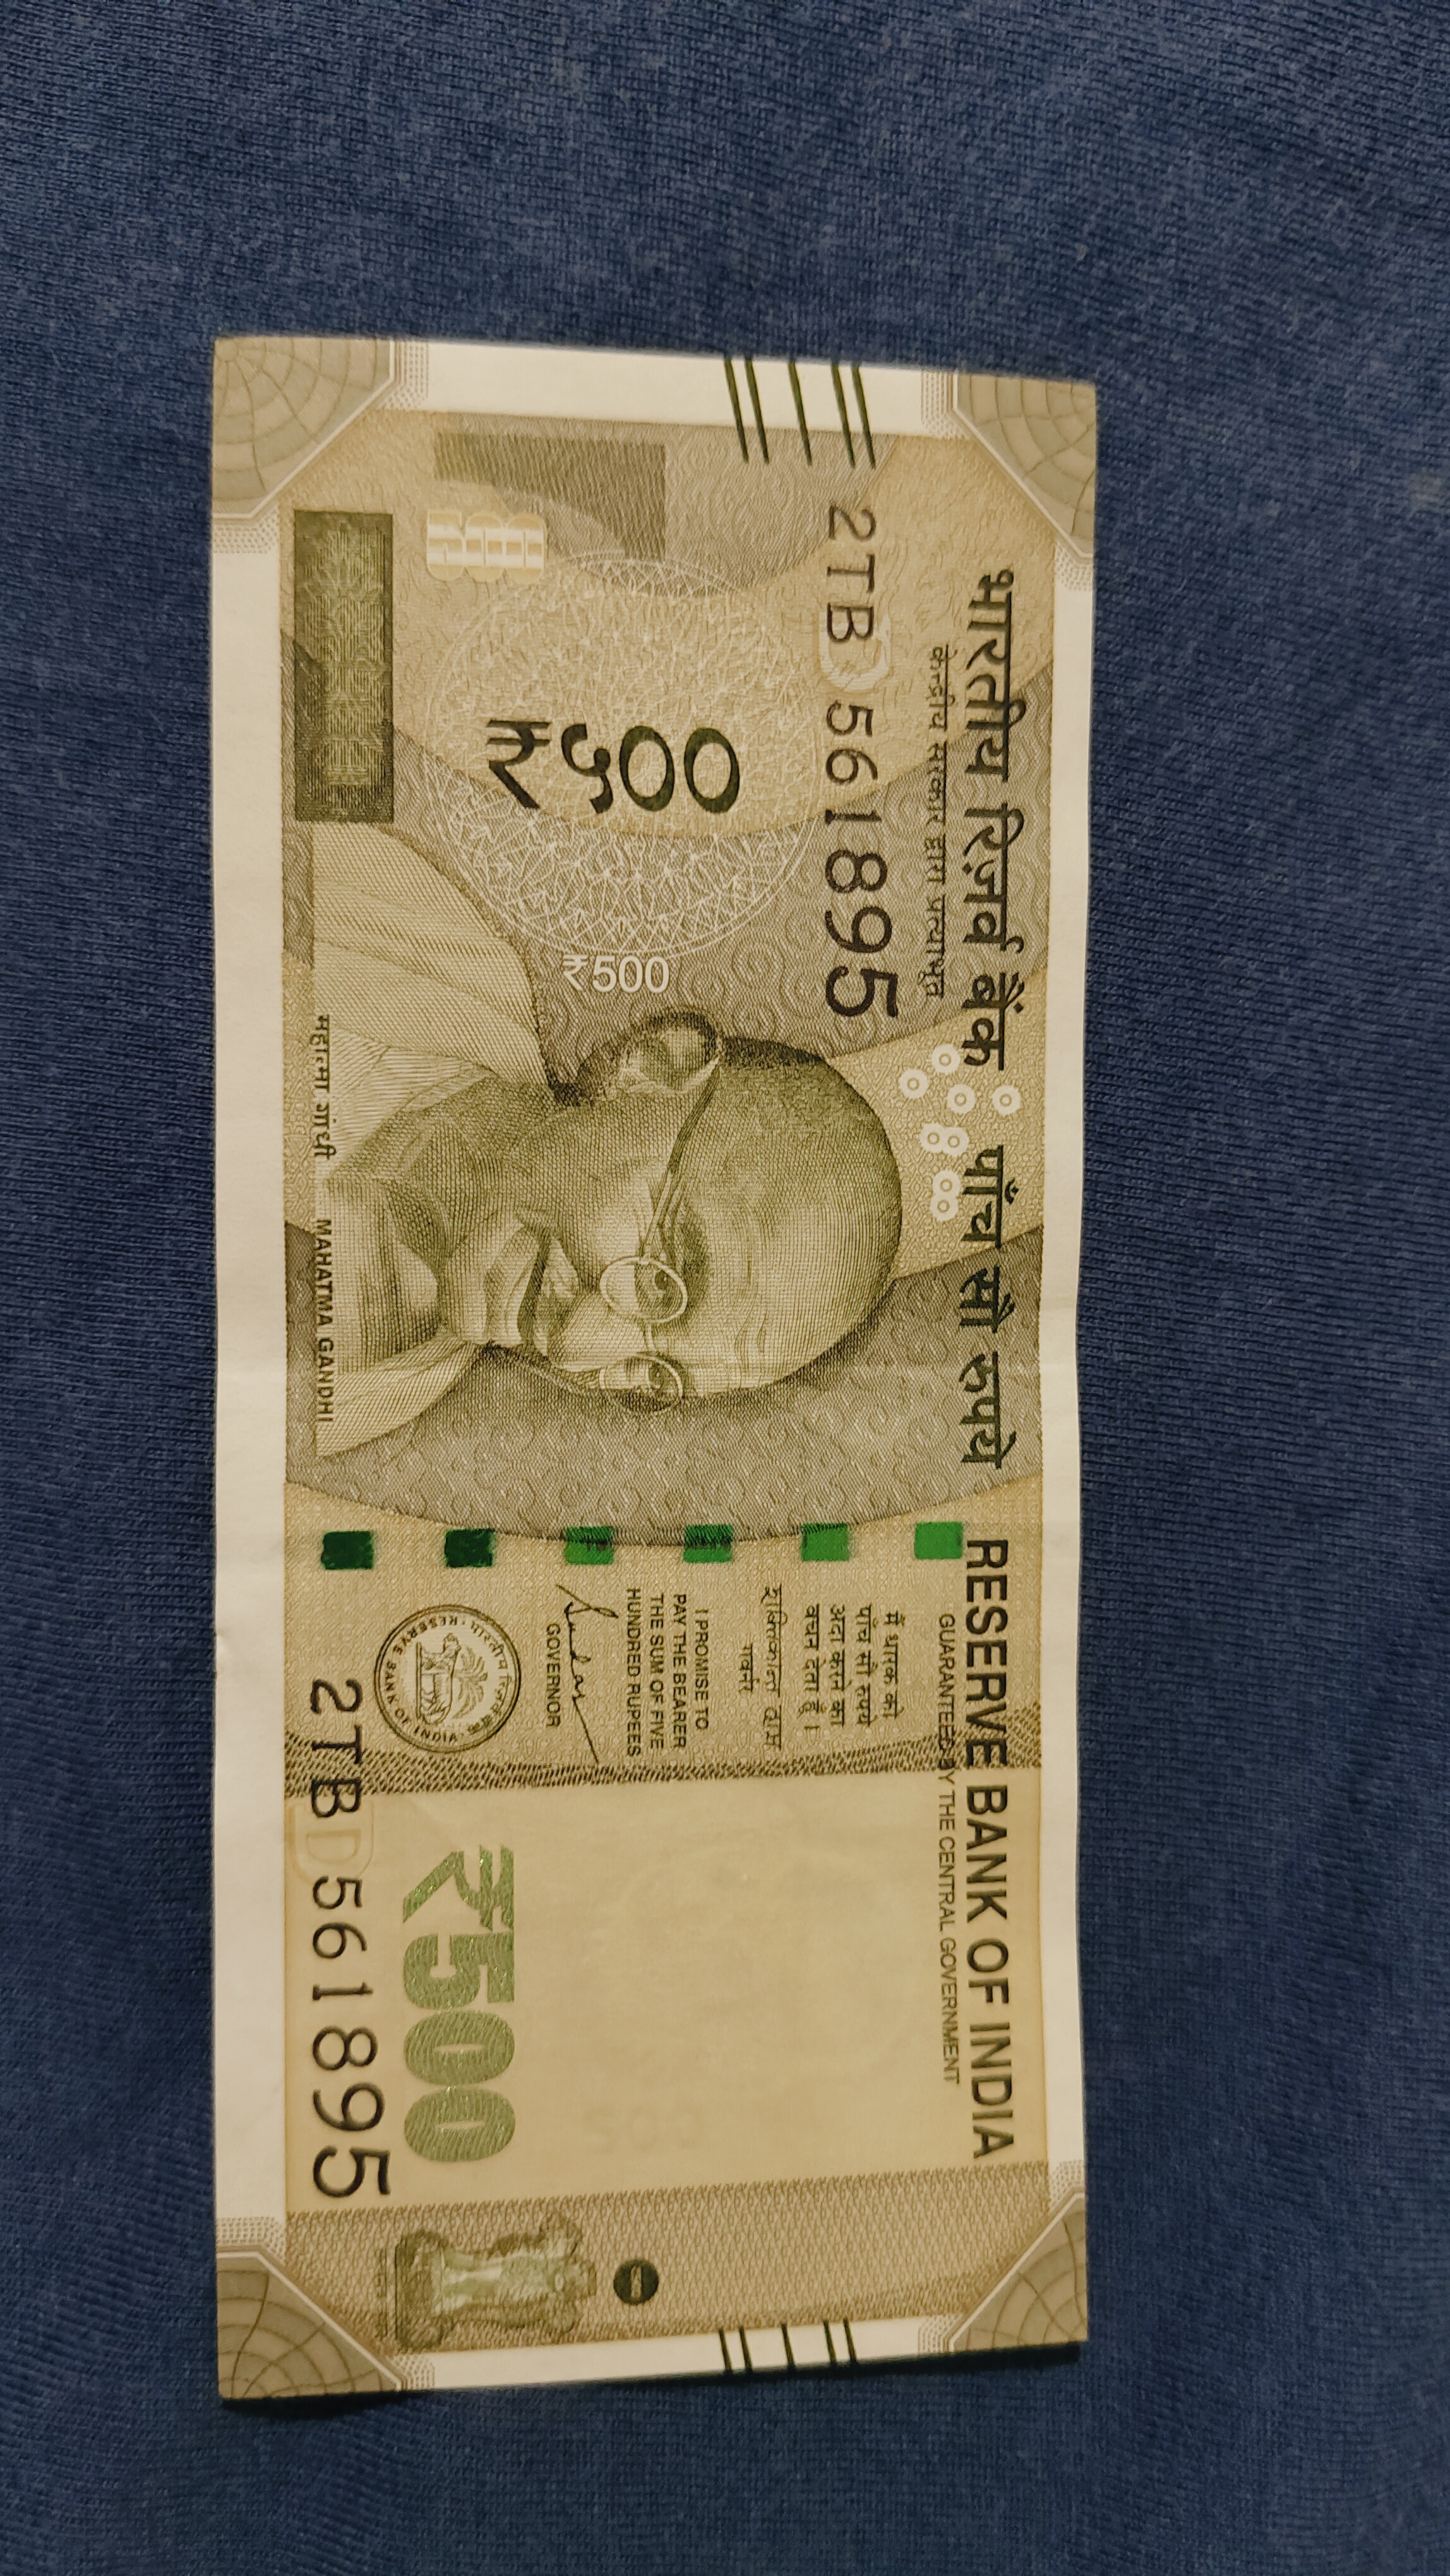 भारतीय रिज़र्व बैंक पाँच सौ रुपये RESERVE BANK OF INDIA
केन्द्रीय सरकार द्वारा प्रत्याभूत GUARANTEED BY THE CENTRAL GOVERNMENT
2TB 561895
₹५००
₹500
मैं धारक को
पाँच सौ रुपये
अदा करने का
वचन देता हूँ।
शक्तिकान्त दास
गवर्नर
I PROMISE TO
PAY THE BEARER
THE SUM OF FIVE
HUNDRED RUPEES
GOVERNOR
भारतीय रिज़र्व बैंक
RESERVE BANK OF INDIA
₹500
2TB 561895
महात्मा गांधी MAHATMA GANDHI